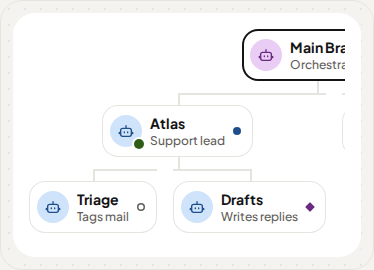 Main Bra
Orchestra
Atlas
Support lead
Triage
Tags mail
Drafts
Writes replies